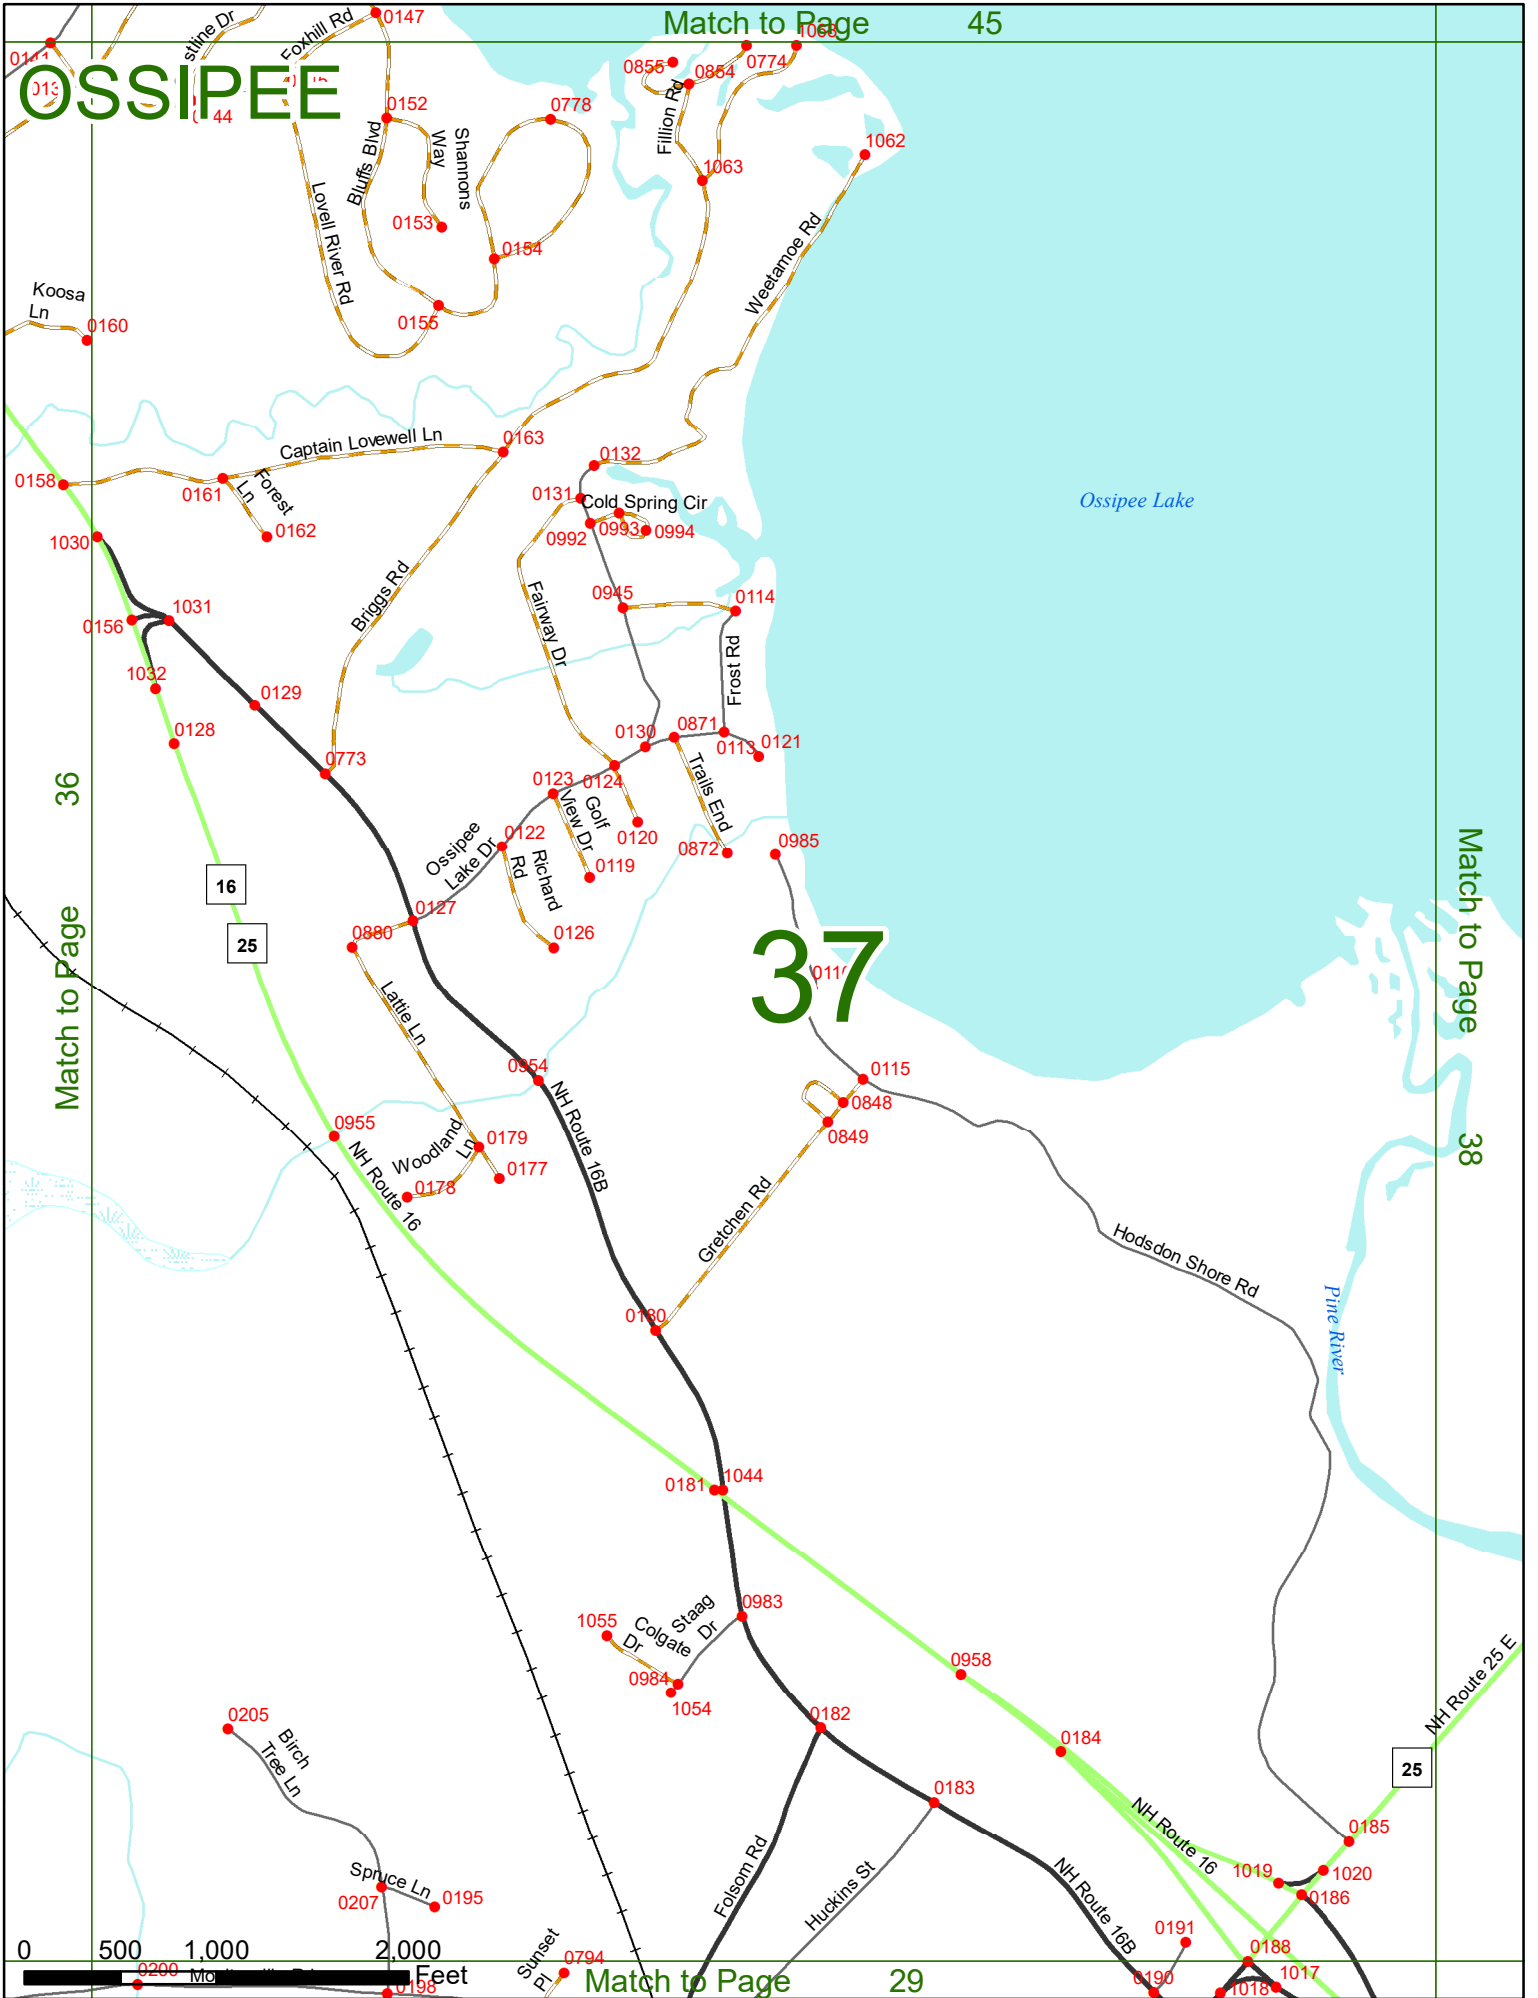 Match to Page 45
OSSIPEE
stline Dr
Foxhill Rd
0147
0855
0854
0774
1068
0152
0778
Bluffs Blvd
Shannons
Way
Fillion Rd
1063
1062
0153
0154
Lovell River Rd
Weetamoe Rd
0155
Koosa
Ln
0160
Captain Lovewell Ln
0163
0158
0161
Forest
Ln
0162
0132
0131
Cold Spring Cir
0992
0993
0994
Ossipee Lake
1030
Briggs Rd
Fairway Dr
0945
0114
0156
1031
1032
0129
0128
Frost Rd
0130
0871
0113
0121
0773
36
Match to Page
0123
0124
Golf
View Dr
Trails End
0120
0122
Ossipee
Lake Dr
Richard
Rd
0119
0872
0985
16
25
0127
0880
0126
Lattie Ln
37
Match to Page
38
0954
NH Route 16B
0115
0848
0849
0955
NH Route 16
Woodland
Ln
0179
0177
0178
Gretchen Rd
Hodsdon Shore Rd
Pine River
0180
0181
1044
0983
Staag
Dr
1055
Colgate
Dr
0984
1054
0958
0205
Birch
Tree Ln
0182
0184
NH Route 25 E
25
0183
NH Route 16
0185
Spruce Ln
0207
0195
Folsom Rd
Huckins St
NH Route 16B
1019
1020
0186
0191
0188
0 500 1,000 2,000
Feet
0200
0198
Sunset
Pl
0794
Match to Page 29
0190
1018
1017